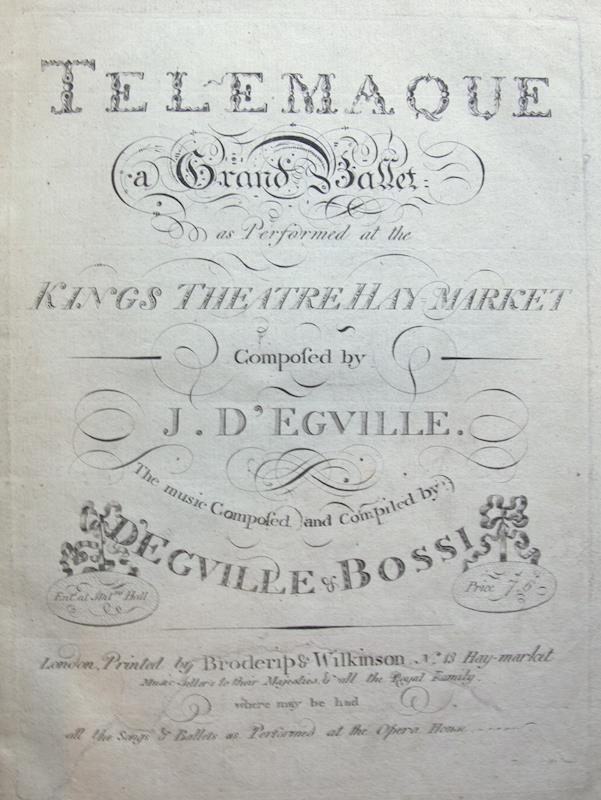 TELEMAQUE
a Grand Ballet
as Performed at the
KINGS THEATRE HAY-MARKET
Compoſed by
J. D'EGVILLE.
The music Compoſed and Compiled by
D'EGVILLE & BOSSI
Ent.d at Stat.rs Hall
Price 7.6
London, Printed by Broderip & Wilkinson N.o 13 Hay-market
Music-Sellers to their Majesties, & all the Royal Family.
where may be had
all the Songs & Ballets as Performed at the Opera House